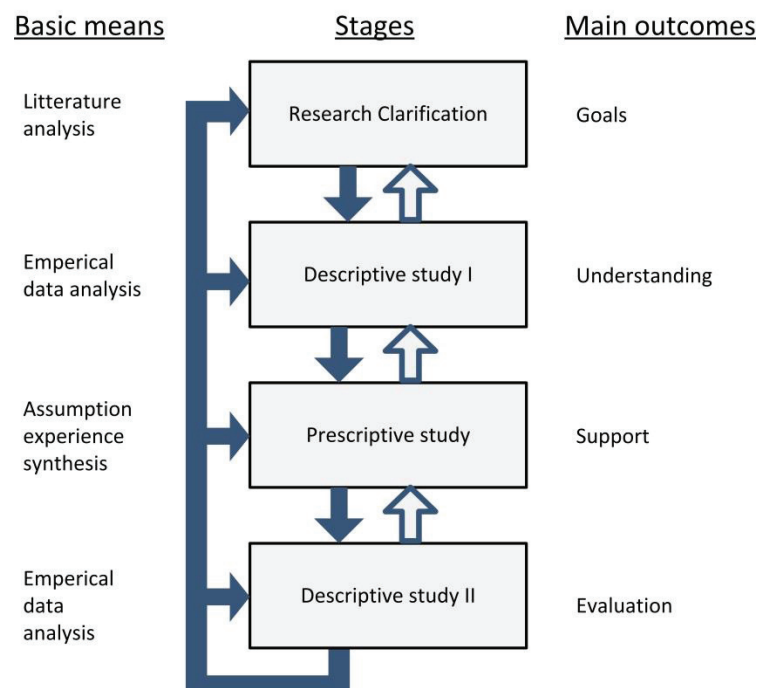 Basic means
Stages
Main outcomes
Litterature
analysis
Research Clarification
Goals
Emperical
data analysis
Descriptive study I
Understanding
Assumption
experience
synthesis
Prescriptive study
Support
Emperical
data
analysis
Descriptive study II
Evaluation